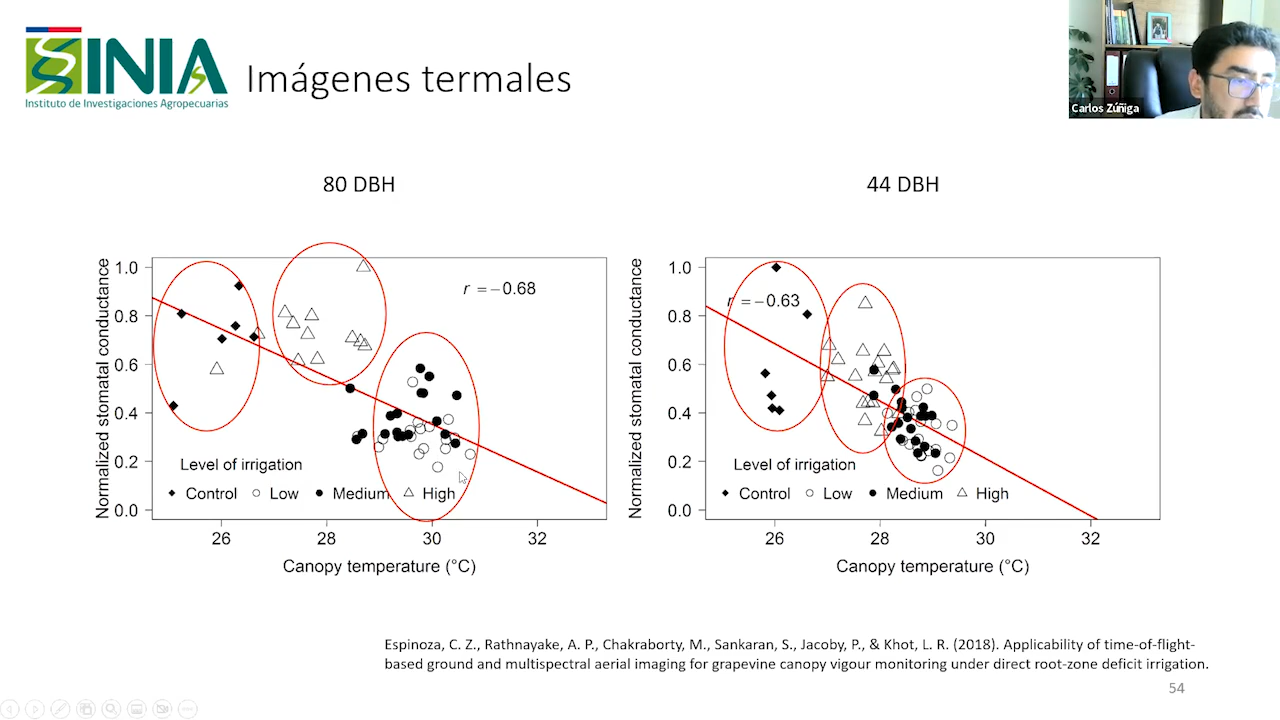 INIA
Instituto de Investigaciones Agropecuarias
Imágenes termales
Carlos Zúñiga
80 DBH
Normalized stomatal conductance
1.0
0.8
0.6
0.4
0.2
0.0
r = −0.68
Level of irrigation
Control Low Medium High
26 28 30 32
Canopy temperature (°C)
44 DBH
Normalized stomatal conductance
1.0
0.8
0.6
0.4
0.2
0.0
r = −0.63
Level of irrigation
Control Low Medium High
26 28 30 32
Canopy temperature (°C)
Espinoza, C. Z., Rathnayake, A. P., Chakraborty, M., Sankaran, S., Jacoby, P., & Khot, L. R. (2018). Applicability of time-of-flight-
based ground and multispectral aerial imaging for grapevine canopy vigour monitoring under direct root-zone deficit irrigation.
54